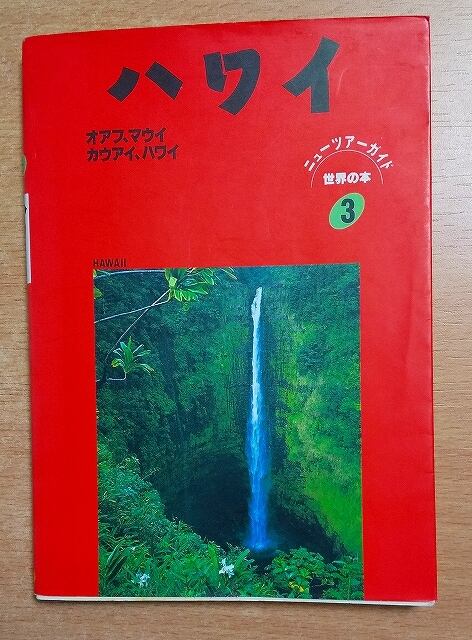 ハワイ
オアフ、マウイ
カウアイ、ハワイ
ニューツアーガイド
世界の本
3
HAWAII